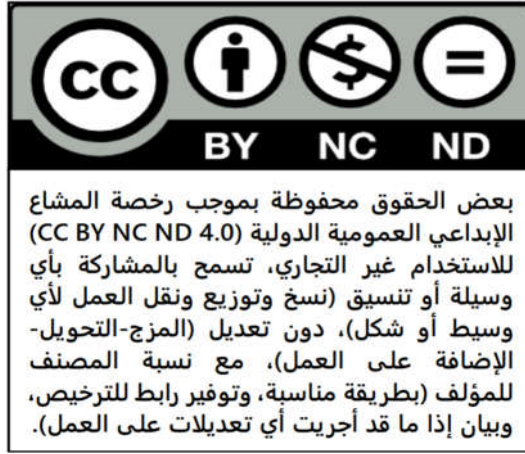 cc
BY NC ND
بعض الحقوق محفوظة بموجب رخصة المشاع
الإبداعي العمومية الدولية (CC BY NC ND 4.0)
للاستخدام غير التجاري، تسمح بالمشاركة بأي
وسيلة أو تنسيق (نسخ وتوزيع ونقل العمل لأي
وسيط أو شكل)، دون تعديل (المزج-التحويل-
الإضافة على العمل)، مع نسبة المصنف
للمؤلف (بطريقة مناسبة، وتوفير رابط للترخيص،
وبيان إذا ما قد أجريت أي تعديلات على العمل).